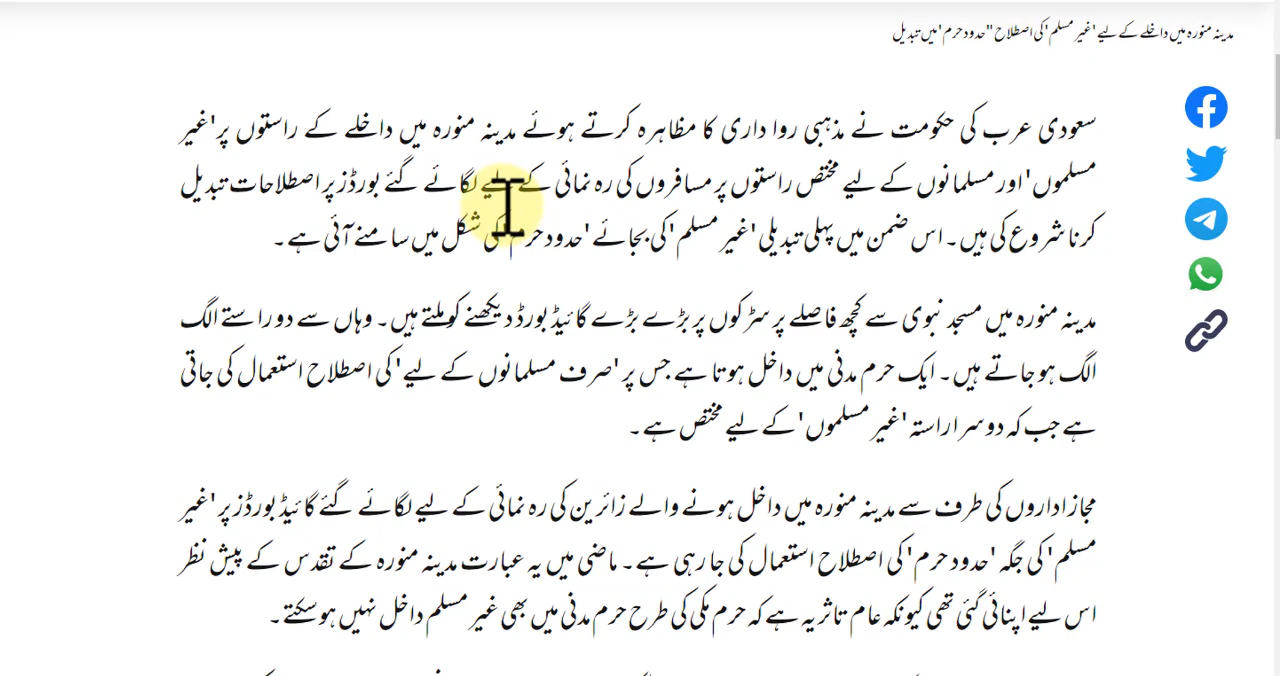 مدینہ منورہ میں داخلے کے لیے 'غیر مسلم' کی اصطلاح ''حدود حرم' میں تبدیل
سعودی عرب کی حکومت نے مذہبی روا داری کا مظاہرہ کرتے ہوئے مدینہ منورہ میں داخلے کے راستوں پر'غیر
مسلموں' اور مسلمانوں کے لیے مختص راستوں پر مسافروں کی رہ نمائی کے لیے لگائے گئے بورڈز پر اصطلاحات تبدیل
کرنا شروع کی ہیں۔ اس ضمن میں پہلی تبدیلی 'غیر مسلم' کی بجائے 'حدود حرم' کی شکل میں سامنے آئی ہے۔
مدینہ منورہ میں مسجد نبوی سے کچھ فاصلے پر سڑکوں پر بڑے بڑے گائیڈ بورڈ دیکھنے کو ملتے ہیں۔ وہاں سے دو راستے الگ
الگ ہو جاتے ہیں۔ ایک حرم مدنی میں داخل ہوتا ہے جس پر 'صرف مسلمانوں کے لیے' کی اصطلاح استعمال کی جاتی
ہے جب کہ دوسرا راستہ 'غیر مسلموں' کے لیے مختص ہے۔
مجاز اداروں کی طرف سے مدینہ منورہ میں داخل ہونے والے زائرین کی رہ نمائی کے لیے لگائے گئے گائیڈ بورڈز پر 'غیر
مسلم' کی جگہ 'حدود حرم' کی اصطلاح استعمال کی جا رہی ہے۔ ماضی میں یہ عبارت مدینہ منورہ کے تقدس کے پیش نظر
اس لیے اپنائی گئی تھی کیونکہ عام تاثر یہ ہے کہ حرم مکی کی طرح حرم مدنی میں بھی غیر مسلم داخل نہیں ہو سکتے۔